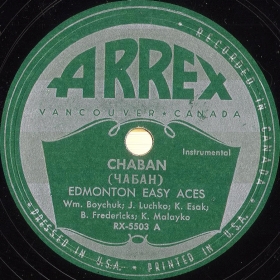 ARREX
VANCOUVER CANADA
RECORDED IN CANADA
Instrumental
CHABAN
(ЧАБАН)
EDMONTON EASY ACES
Wm. Boychuk; J. Luchko; K. Esak;
B. Fredericks; K. Malayko
RX-5503 A
PRESSED IN U.S.A. PRINTED IN U.S.A.